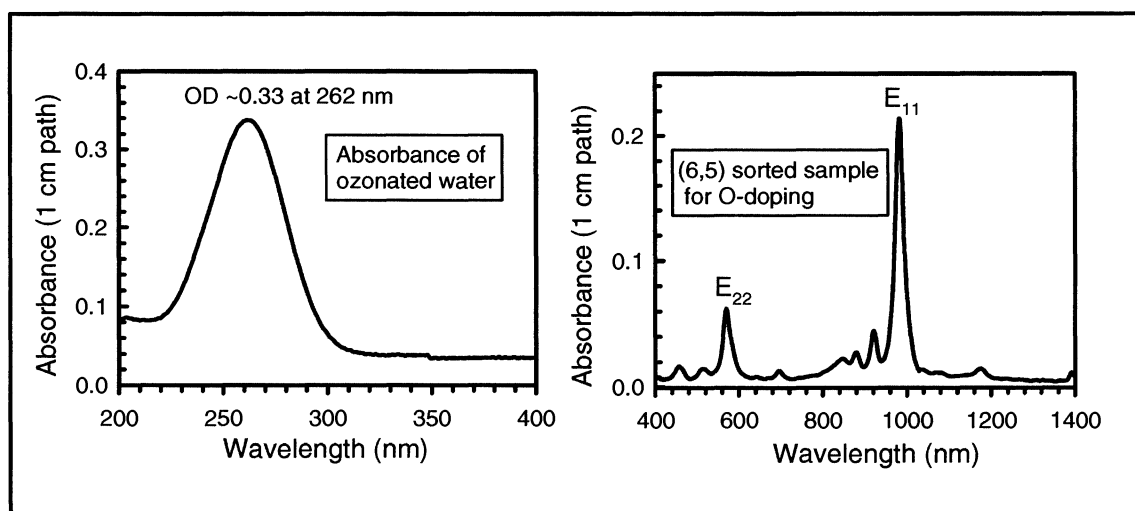 0.4
0.3
0.2
0.1
0.0
Absorbance (1 cm path)
OD ~0.33 at 262 nm
Absorbance of
ozonated water
200 250 300 350 400
Wavelength (nm)
0.2
0.1
0.0
Absorbance (1 cm path)
E11
(6,5) sorted sample
for O-doping
E22
400 600 800 1000 1200 1400
Wavelength (nm)